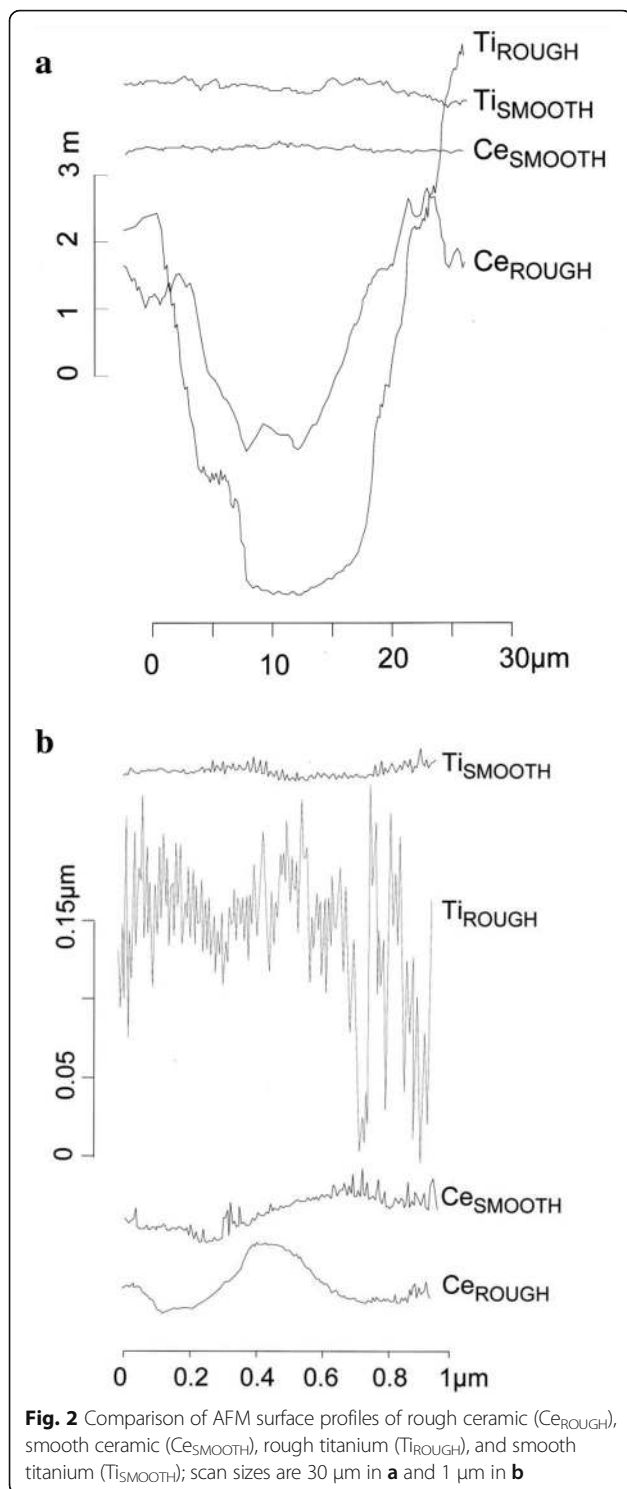 a
Ti_ROUGH
Ti_SMOOTH
Ce_SMOOTH
Ce_ROUGH
3 m
2
1
0
0 10 20 30µm
b
Ti_SMOOTH
Ti_ROUGH
0.15µm
0.05
0
Ce_SMOOTH
Ce_ROUGH
0 0.2 0.4 0.6 0.8 1µm
Fig. 2 Comparison of AFM surface profiles of rough ceramic (Ce_ROUGH),
smooth ceramic (Ce_SMOOTH), rough titanium (Ti_ROUGH), and smooth
titanium (Ti_SMOOTH); scan sizes are 30 µm in a and 1 µm in b